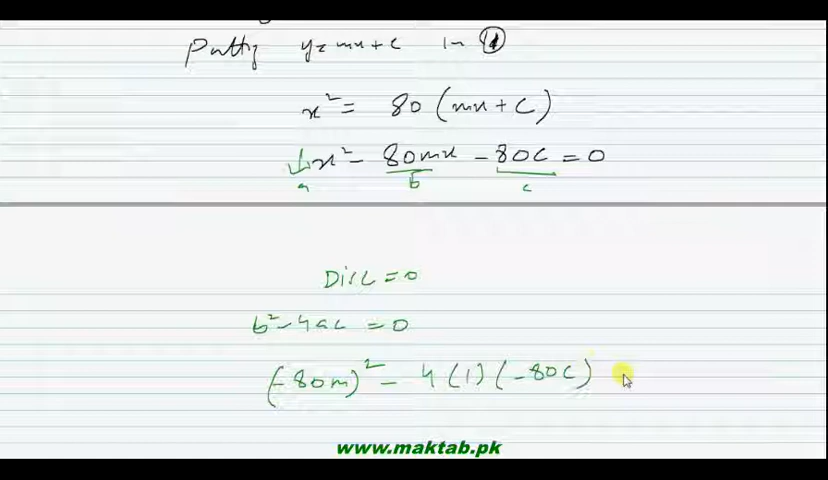 Putting y=mx+c in ①
x² = 80 (mx + c)
x² - 80mx - 80c = 0
a b c
Disc = 0
b² - 4ac = 0
(-80m)² - 4 (1) (-80c)
www.maktab.pk